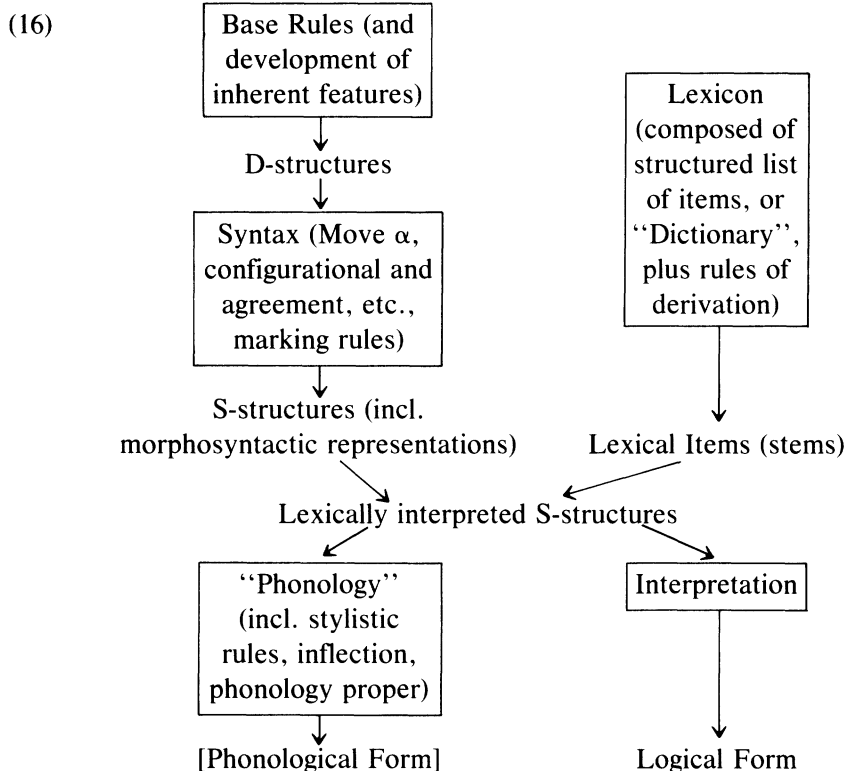 (16)
Base Rules (and
development of
inherent features)
D-structures
Syntax (Move α,
configurational and
agreement, etc.,
marking rules)
S-structures (incl.
morphosyntactic representations)
Lexicon
(composed of
structured list
of items, or
‘‘Dictionary’’,
plus rules of
derivation)
Lexical Items (stems)
Lexically interpreted S-structures
‘‘Phonology’’
(incl. stylistic
rules, inflection,
phonology proper)
[Phonological Form]
Interpretation
Logical Form